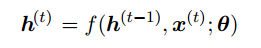 h^{(t)} = f(h^{(t−1)}, x^{(t)}; θ)